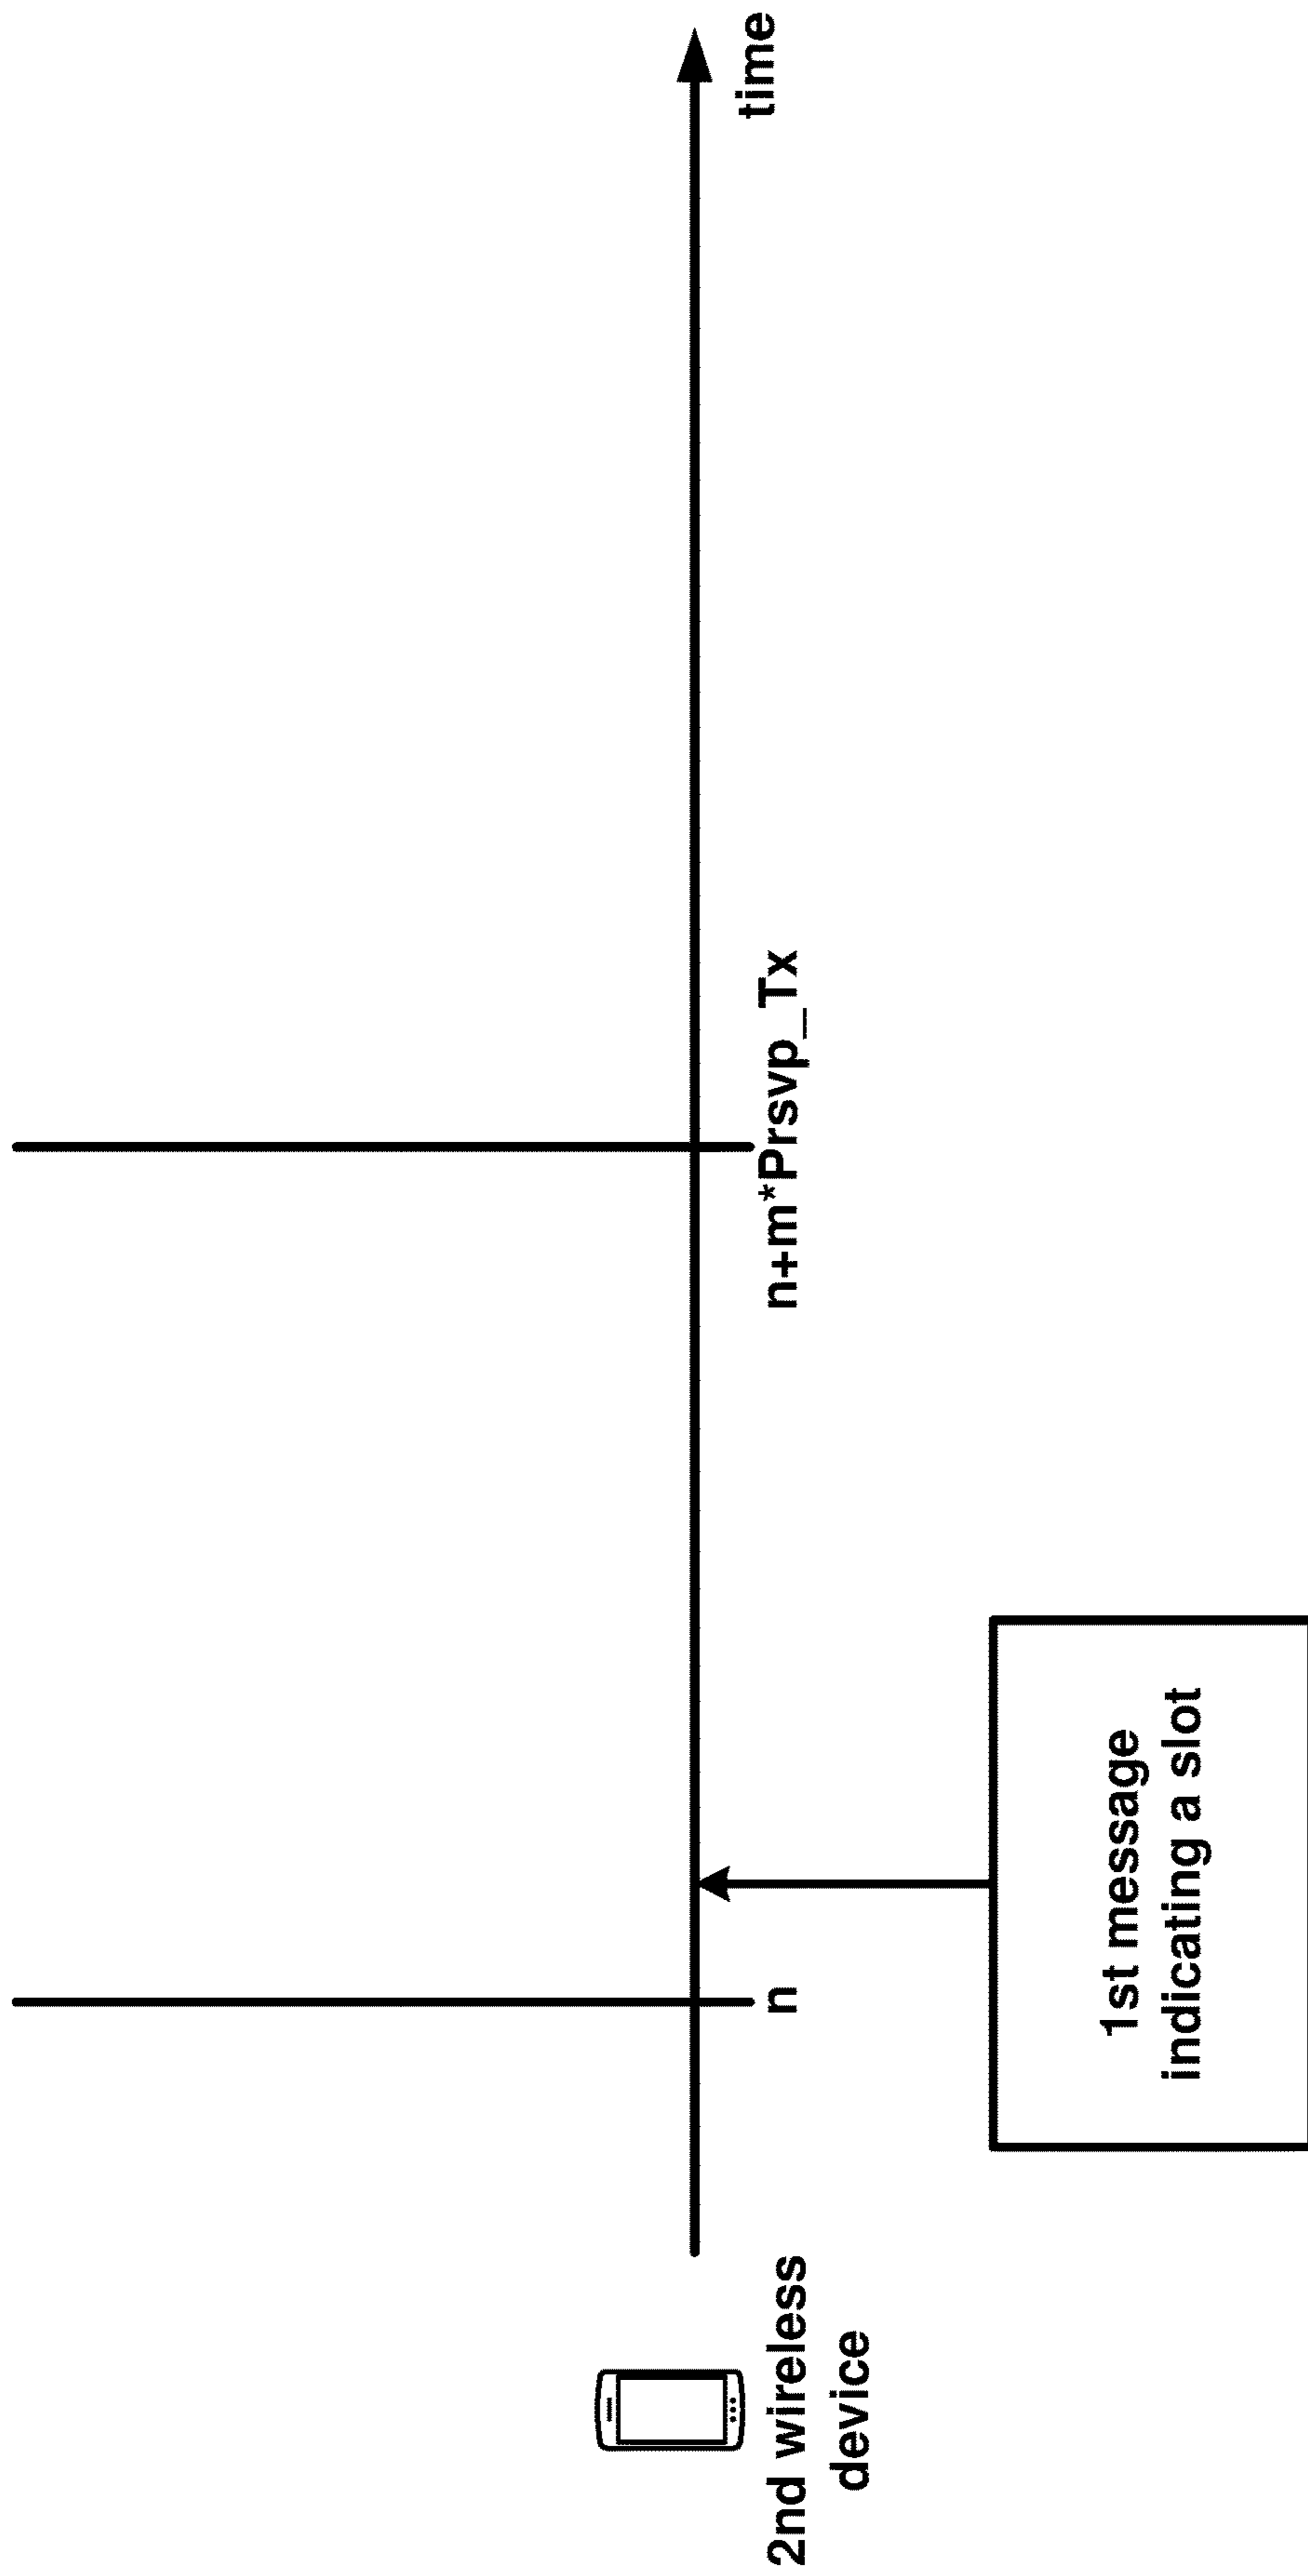 2nd wireless
device
n
1st message
indicating a slot
n+m*Prsvp_Tx
time